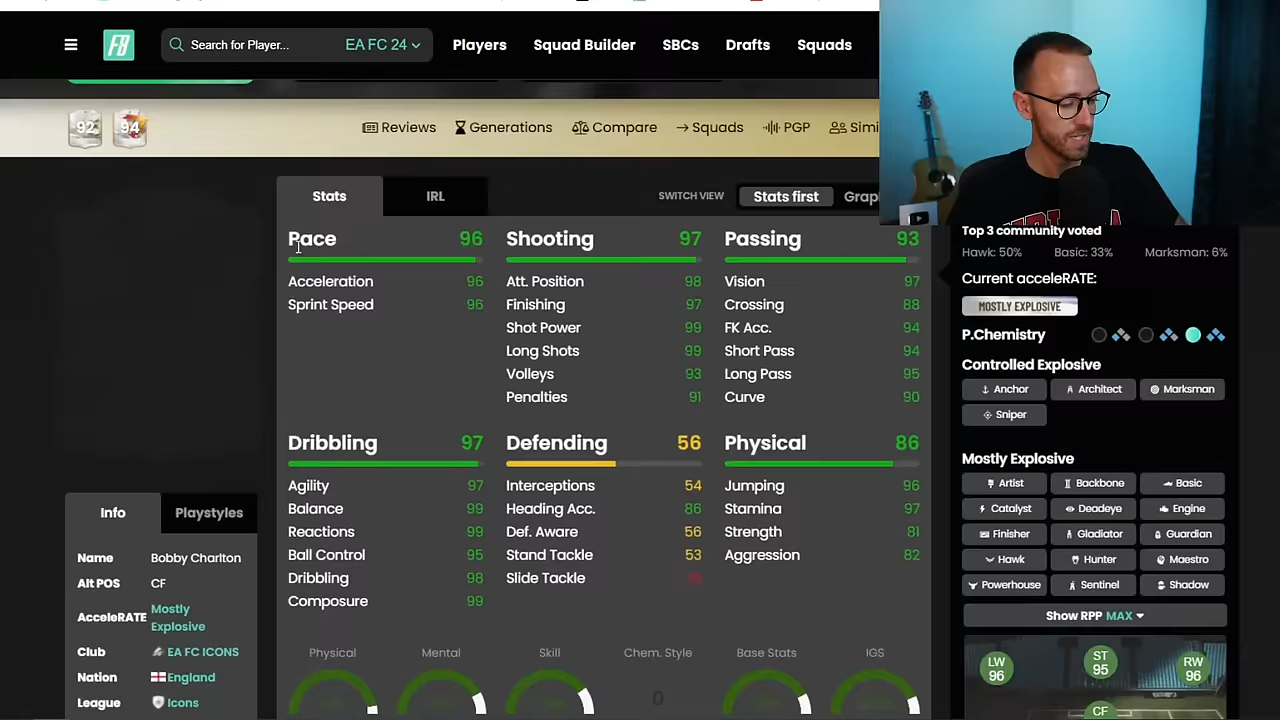 FB
Search for Player...
EA FC 24
Players
Squad Builder
SBCs
Drafts
Squads
92
94
Reviews
Generations
Compare
Squads
PGP
Simi
Stats
IRL
SWITCH VIEW
Stats first
Grap
Pace 96
Acceleration 96
Sprint Speed 96
Shooting 97
Att. Position 98
Finishing 97
Shot Power 99
Long Shots 99
Volleys 93
Penalties 91
Passing 93
Vision 97
Crossing 88
FK Acc. 94
Short Pass 94
Long Pass 95
Curve 90
Dribbling 97
Agility 97
Balance 99
Reactions 99
Ball Control 95
Dribbling 98
Composure 99
Defending 56
Interceptions 54
Heading Acc. 86
Def. Aware 56
Stand Tackle 53
Slide Tackle
Physical 86
Jumping 96
Stamina 97
Strength 81
Aggression 82
Physical
Mental
Skill
Chem. Style
0
Base Stats
IGS
Info
Playstyles
Name Bobby Charlton
Alt POS CF
AcceleRATE Mostly
Explosive
Club EA FC ICONS
Nation England
League Icons
Top 3 community voted
Hawk: 50% Basic: 33% Marksman: 6%
Current acceleRATE:
MOSTLY EXPLOSIVE
P.Chemistry
Controlled Explosive
Anchor
Architect
Marksman
Sniper
Mostly Explosive
Artist
Backbone
Basic
Catalyst
Deadeye
Engine
Finisher
Gladiator
Guardian
Hawk
Hunter
Maestro
Powerhouse
Sentinel
Shadow
Show RPP MAX
LW
96
ST
95
RW
96
CF